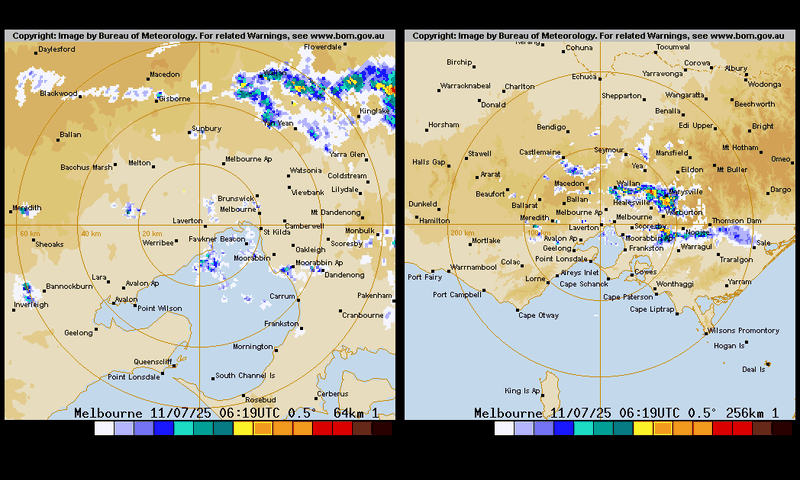 Copyright: Image by Bureau of Meteorology. For related Warnings, see www.bom.gov.au
Daylesford
Flowerdale
Macedon
Wallan
Blackwood
Gisborne
Kinglake
Yan Yean
Sunbury
Ballan
Yarra Glen
Melton
Melbourne Ap
Bacchus Marsh
Watsonia
Coldstream
Viewbank
Lilydale
Brunswick
Meredith
Melbourne
Mt Dandenong
Laverton
Camberwell
60 km
40 km
20 km
St Kilda
Monbulk
Sheoaks
Werribee
Fawkner Beacon
Scoresby
Oakleigh
Moorabbin
Moorabbin Ap
Dandenong
Lara
Avalon Ap
Bannockburn
Carrum
Pakenham
Avalon
Inverleigh
Point Wilson
Cranbourne
Frankston
Geelong
Mornington
Queenscliff
Point Lonsdale
South Channel Is
Cerberus
Rosebud
Melbourne 11/07/25 06:19UTC 0.5° 64km 1
Copyright: Image by Bureau of Meteorology. For related Warnings, see www.bom.gov.au
Cohuna
Tocumwal
Birchip
Corowa
Albury
Echuca
Yarrawonga
Wodonga
Warracknabeal
Charlton
Shepparton
Wangaratta
Donald
Beechworth
Benalla
Horsham
Bendigo
Edi Upper
Bright
Mt Hotham
Castlemaine
Seymour
Mansfield
Stawell
Omeo
Halls Gap
Yea
Mt Buller
Ararat
Eildon
Macedon
Wallan
Beaufort
Marysville
Dargo
Ballan
Healesville
Dunkeld
Ballarat
Melbourne Ap
Warburton
Hamilton
Meredith
Melbourne
Thomson Dam
Laverton
Scoresby
200 km
100 km
Noojee
Avalon Ap
Moorabbin
Mortlake
Geelong
Frankston
Warragul
Sale
Point Lonsdale
Traralgon
Colac
Warrnambool
Port Fairy
Aireys Inlet
Cowes
Lorne
Cape Schanck
Wonthaggi
Yarram
Port Campbell
Cape Paterson
Cape Otway
Cape Liptrap
Wilsons Promontory
Hogan Is
Deal Is
King Is Ap
Melbourne 11/07/25 06:19UTC 0.5° 256km 1